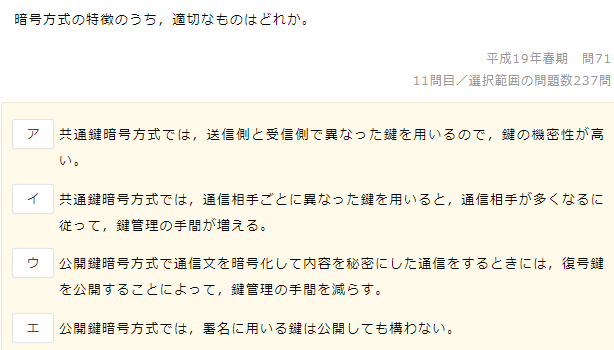 暗号方式の特徴のうち，適切なものはどれか。
平成19年春期　問71
11問目／選択範囲の問題数237問
ア 共通鍵暗号方式では，送信側と受信側で異なった鍵を用いるので，鍵の機密性が高
い。
イ 共通鍵暗号方式では，通信相手ごとに異なった鍵を用いると，通信相手が多くなるに
従って，鍵管理の手間が増える。
ウ 公開鍵暗号方式で通信文を暗号化して内容を秘密にした通信をするときには，復号鍵
を公開することによって，鍵管理の手間を減らす。
エ 公開鍵暗号方式では，署名に用いる鍵は公開しても構わない。